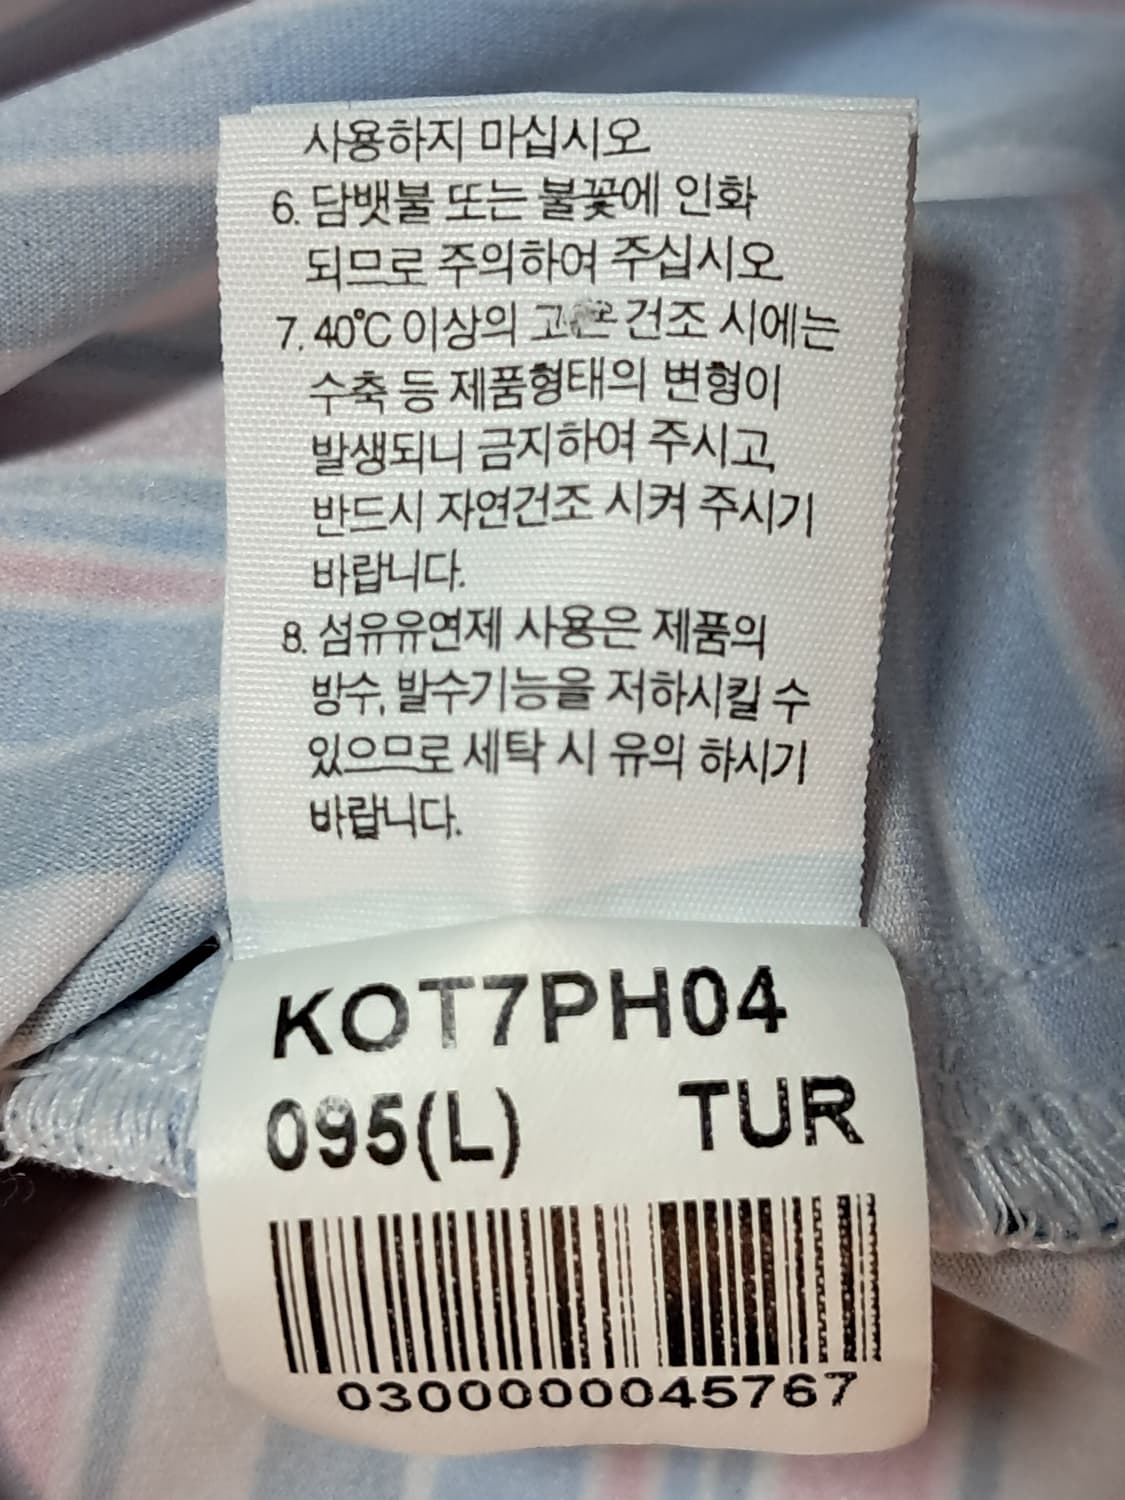 사용하지 마십시오
6. 담뱃불 또는 불꽃에 인화
되므로 주의하여 주십시오
7. 40℃ 이상의 고온 건조 시에는
수축 등 제품형태의 변형이
발생되니 금지하여 주시고,
반드시 자연건조 시켜 주시기
바랍니다.
8. 섬유유연제 사용은 제품의
방수, 발수기능을 저하시킬 수
있으므로 세탁 시 유의 하시기
바랍니다.
KOT7PH04
095(L) TUR
0300000045767